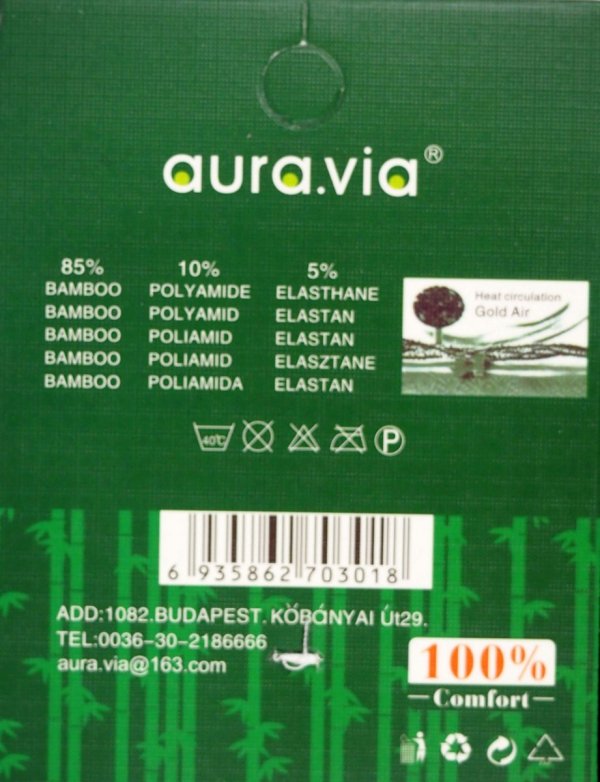 aura.via®
85% 10% 5%
BAMBOO POLYAMIDE ELASTHANE
BAMBOO POLYAMID ELASTAN
BAMBOO POLIAMID ELASTAN
BAMBOO POLIAMID ELASZTANE
BAMBOO POLIAMIDA ELASTAN
Heat circulation
Gold Air
40℃
P
6 935862 703018
ADD:1082.BUDAPEST. KŐBÁNYAI Út29.
TEL:0036-30-2186666
aura.via@163.com
100%
Comfort